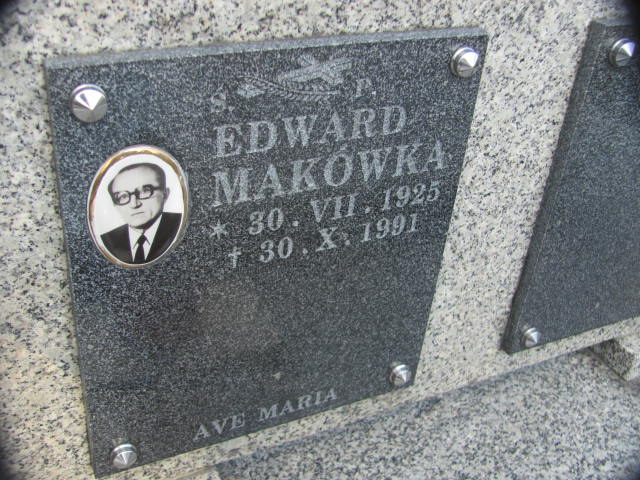 Ś. P.
EDWARD
MAKÓWKA
* 30. VII. 1925
† 30. X. 1991
AVE MARIA